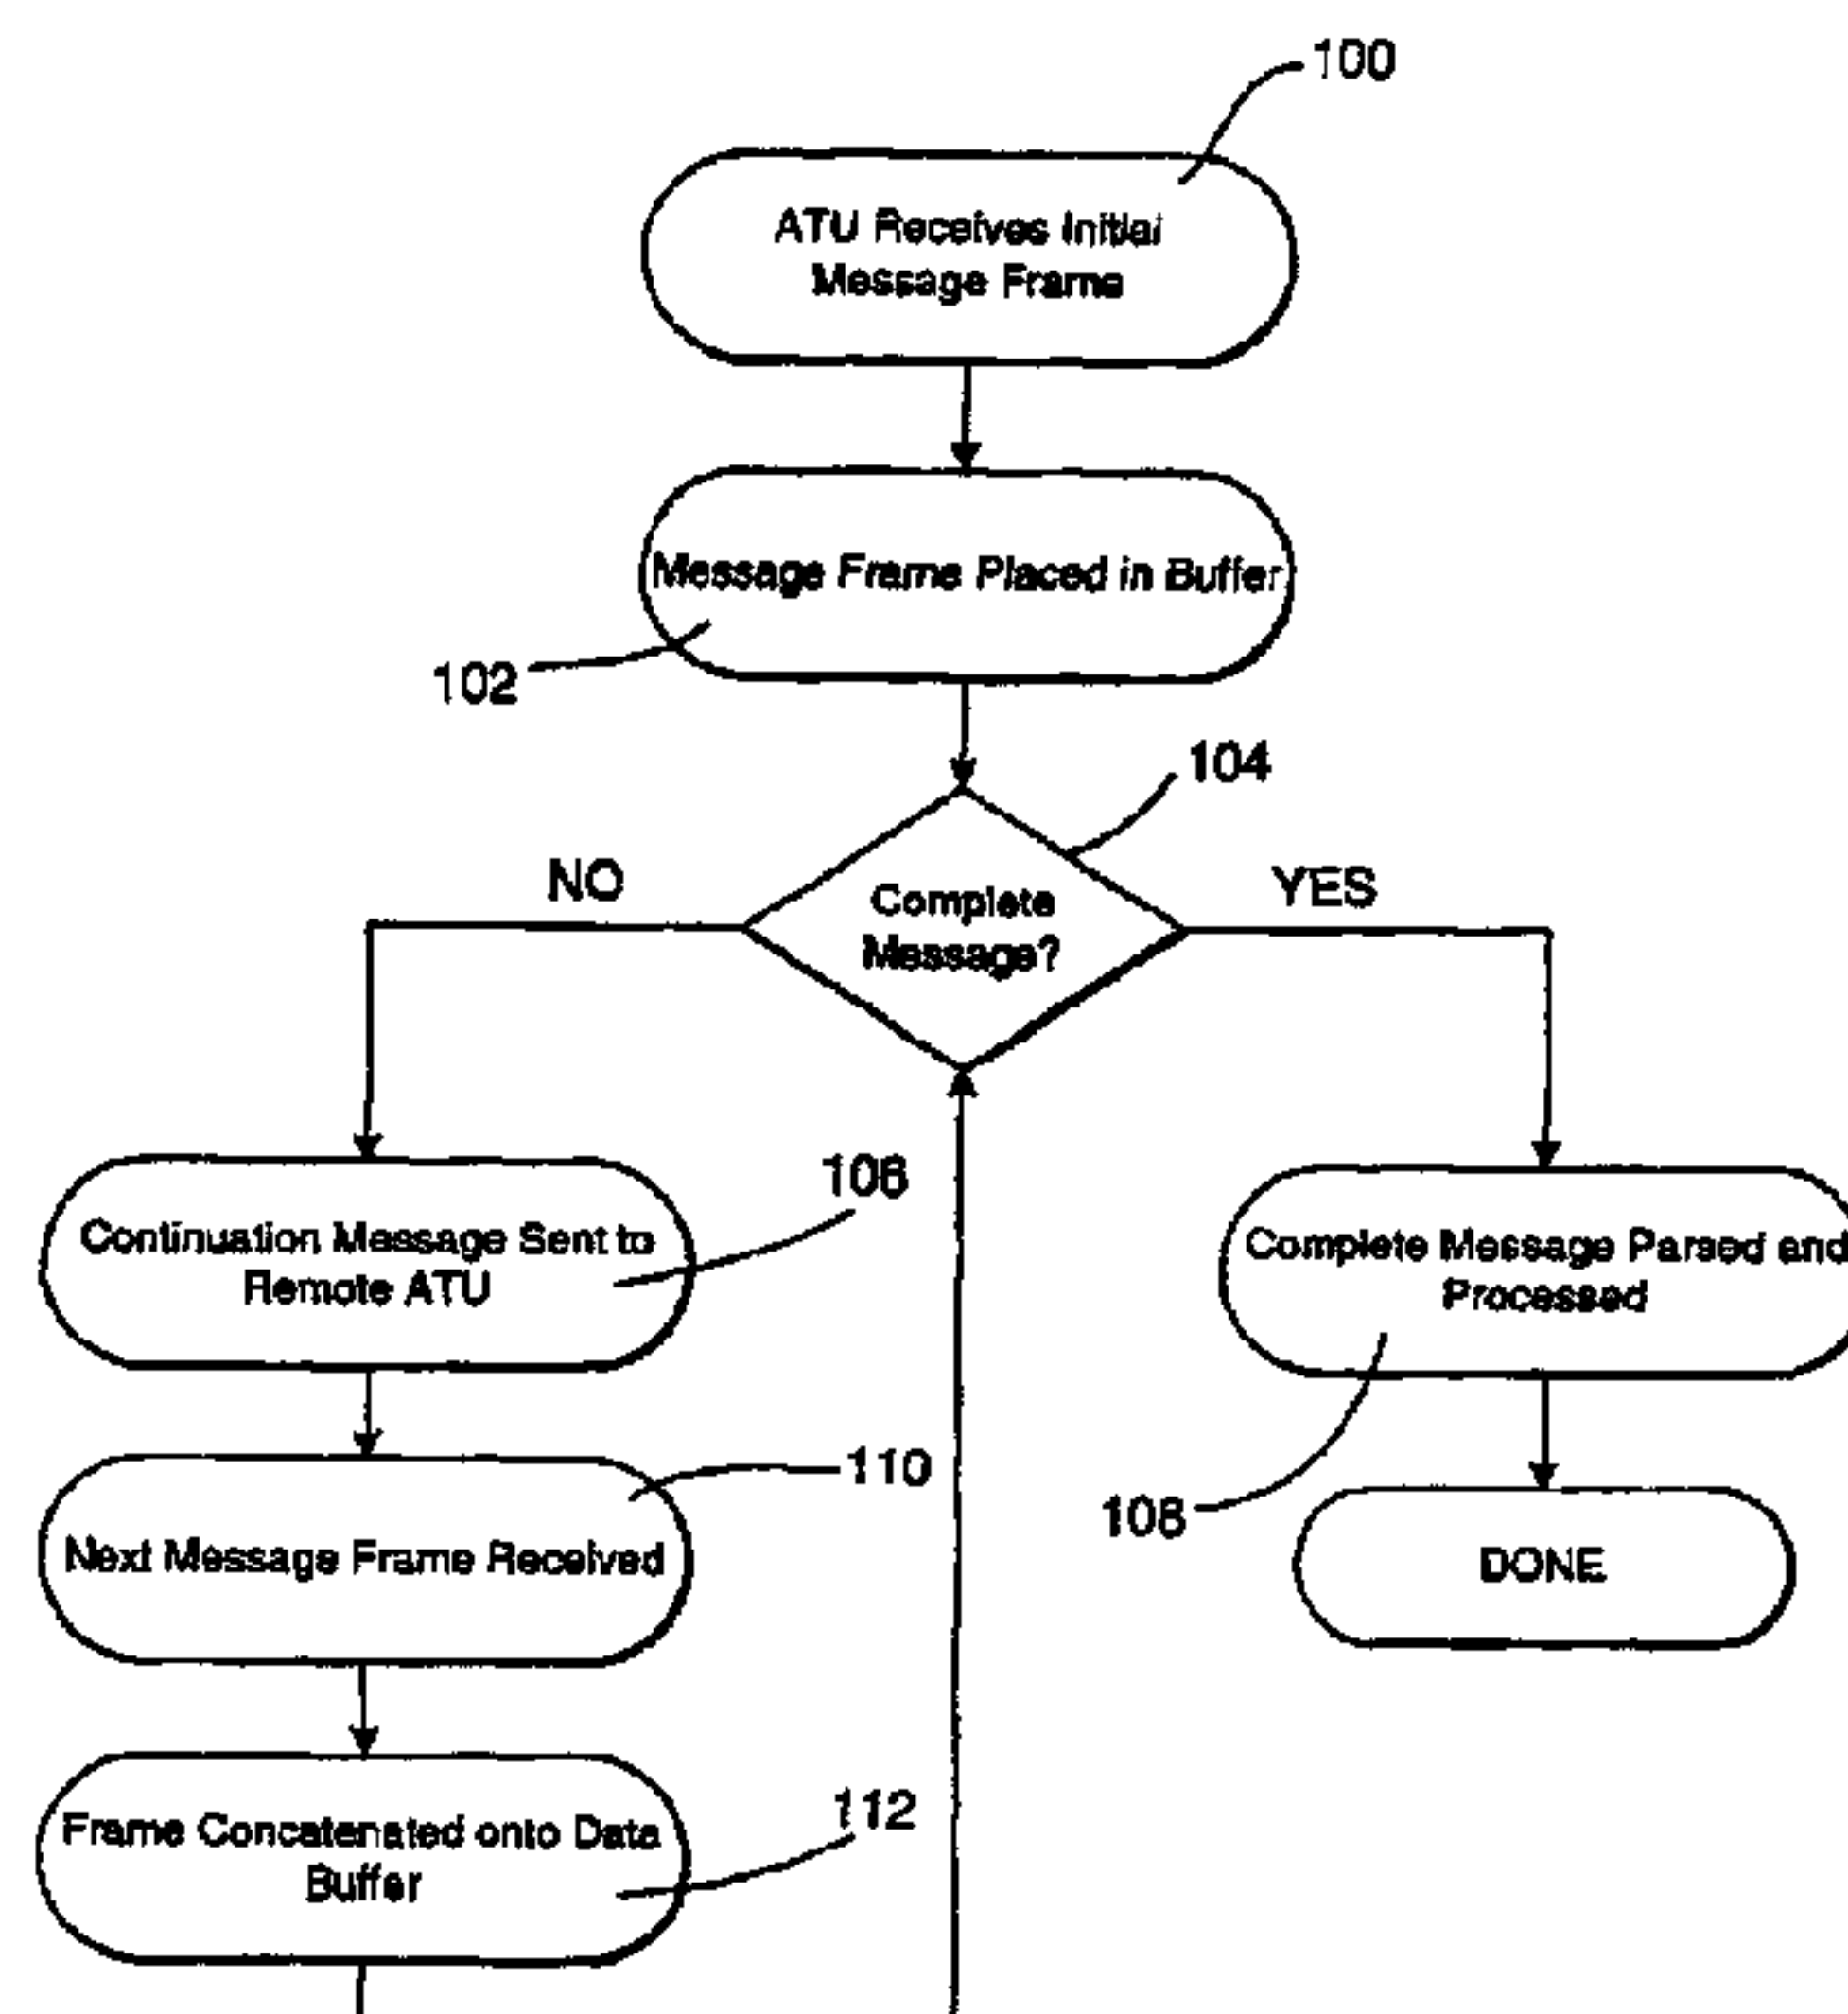 100
ATU Receives Initial
Message Frame
Message Frame Placed in Buffer
102
104
NO
YES
Complete
Message?
106
Continuation Message Sent to
Remote ATU
Complete Message Parsed and
Processed
110
108
Next Message Frame Received
DONE
112
Frame Concatenated onto Data
Buffer